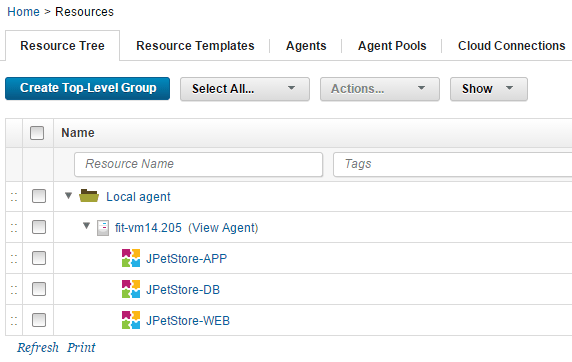 Home > Resources
Resource Tree Resource Templates Agents Agent Pools Cloud Connections
Create Top-Level Group Select All... Actions... Show
Name
Resource Name Tags
Local agent
fit-vm14.205 (View Agent)
JPetStore-APP
JPetStore-DB
JPetStore-WEB
Refresh Print